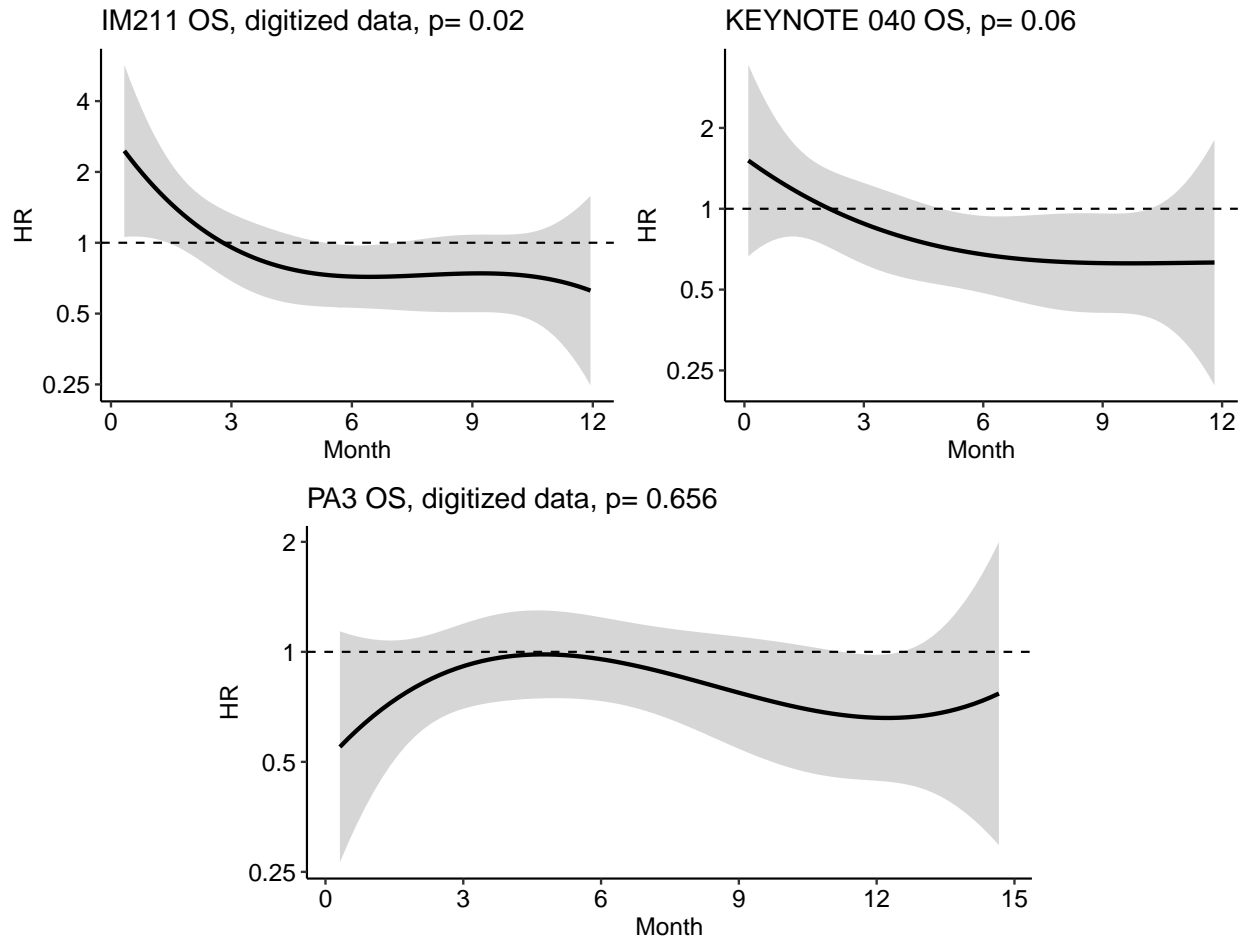 IM211 OS, digitized data, p= 0.02
4
2
1
0.5
0.25
HR
0 3 6 9 12
Month
KEYNOTE 040 OS, p= 0.06
2
1
0.5
0.25
HR
0 3 6 9 12
Month
PA3 OS, digitized data, p= 0.656
2
1
0.5
0.25
HR
0 3 6 9 12 15
Month